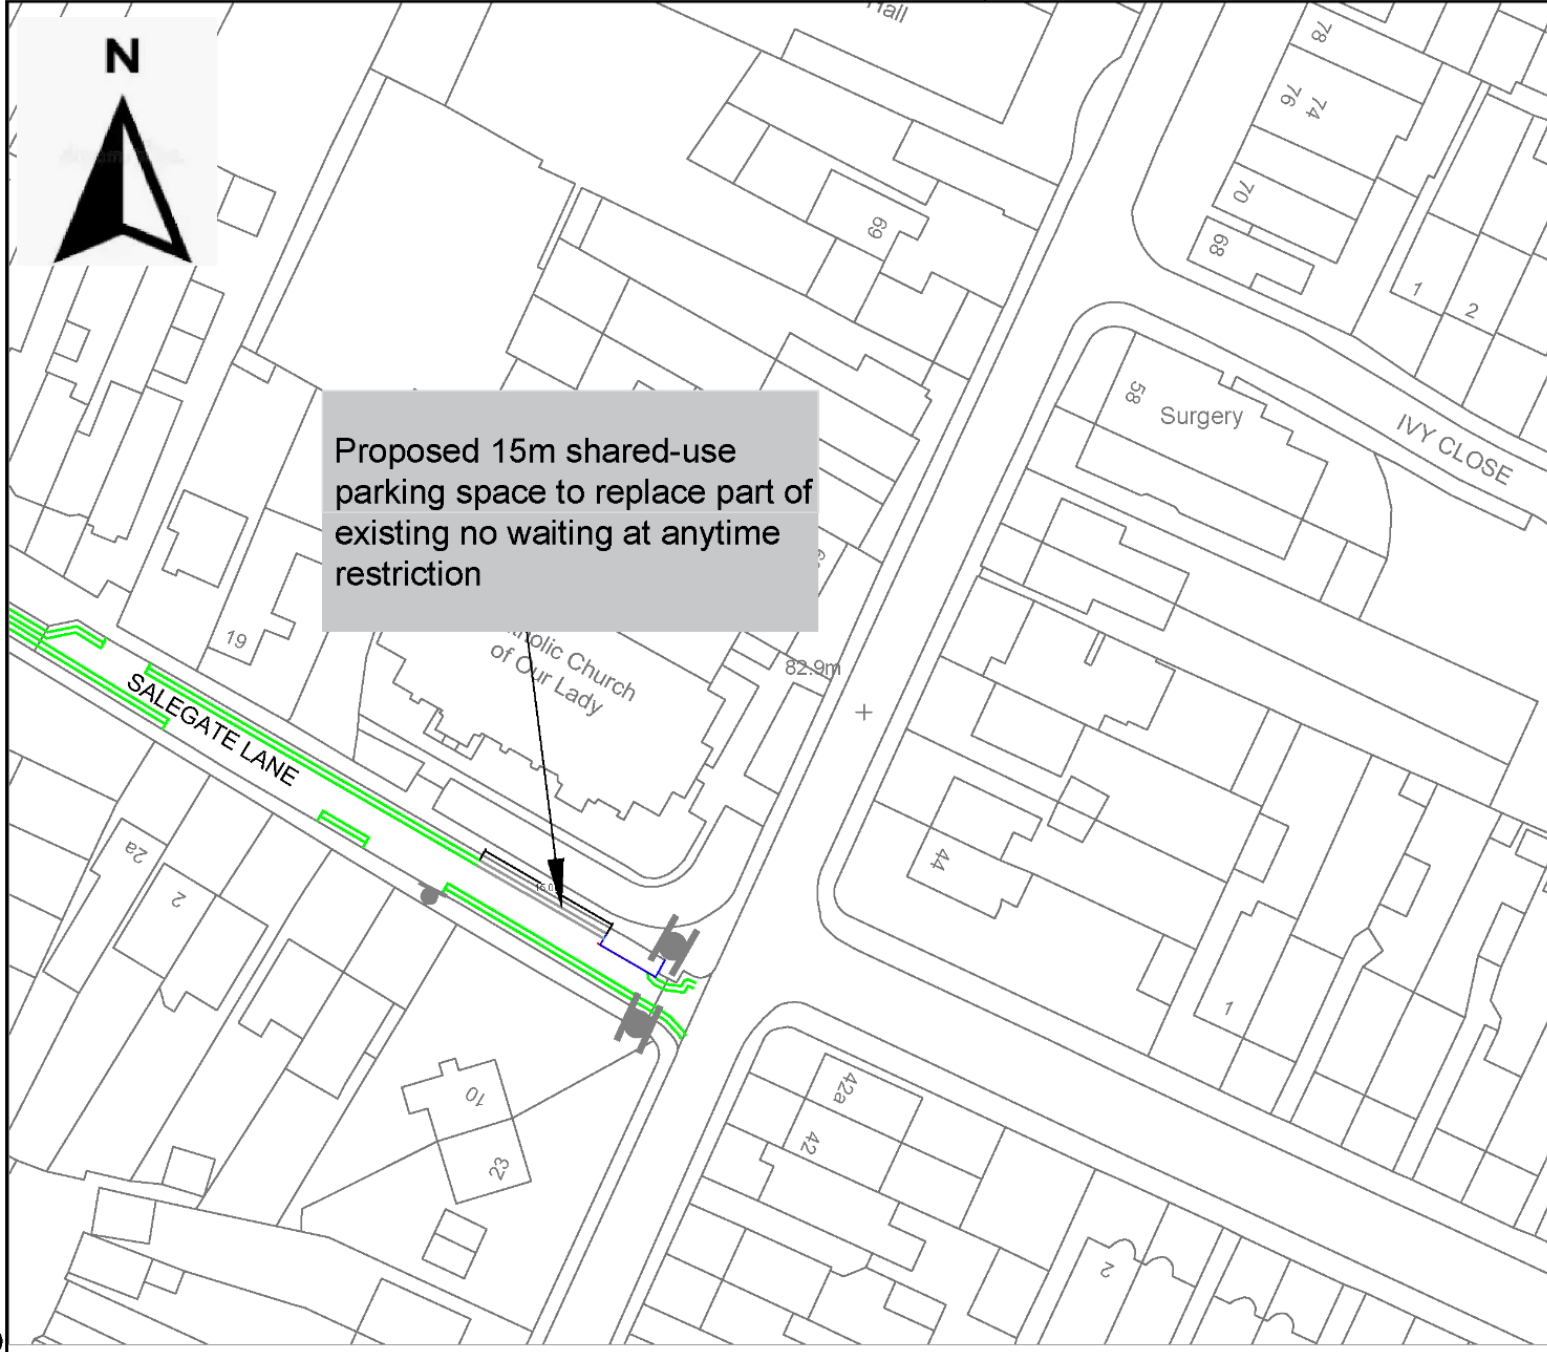 N
Hall
78
76
74
70
68
69
1
2
58
Surgery
IVY CLOSE
Proposed 15m shared-use
parking space to replace part of
existing no waiting at anytime
restriction
19
Church
of Our Lady
82.9m
SALEGATE LANE
2a
2
44
1
10
23
42a
42
2